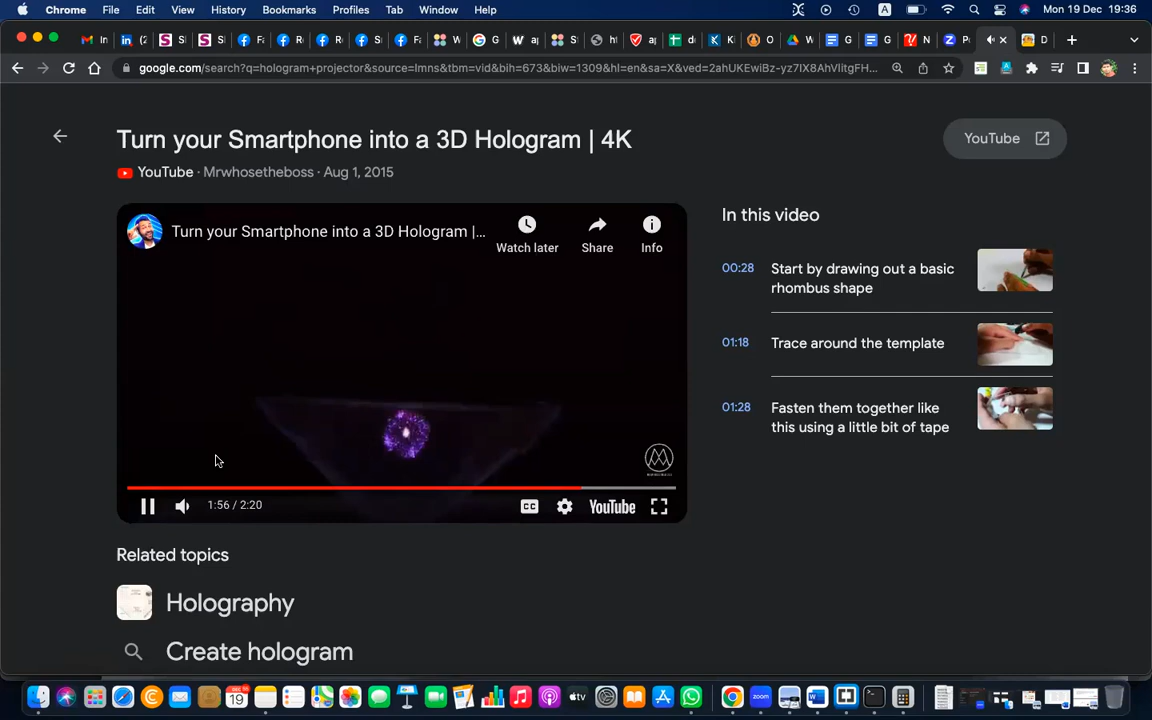 Chrome File Edit View History Bookmarks Profiles Tab Window Help A Mon 19 Dec 19:36
google.com/search?q=hologram+projector&source=lmns&tbm=vid&bih=673&biw=1309&hl=en&sa=X&ved=2ahUKEwiBz-yz7IX8AhVIitgFH...
Turn your Smartphone into a 3D Hologram | 4K
YouTube
YouTube · Mrwhosetheboss · Aug 1, 2015
Turn your Smartphone into a 3D Hologram |...
Watch later
Share
Info
1:56 / 2:20
CC
YouTube
In this video
00:28 Start by drawing out a basic
rhombus shape
01:18 Trace around the template
01:28 Fasten them together like
this using a little bit of tape
Related topics
Holography
Create hologram